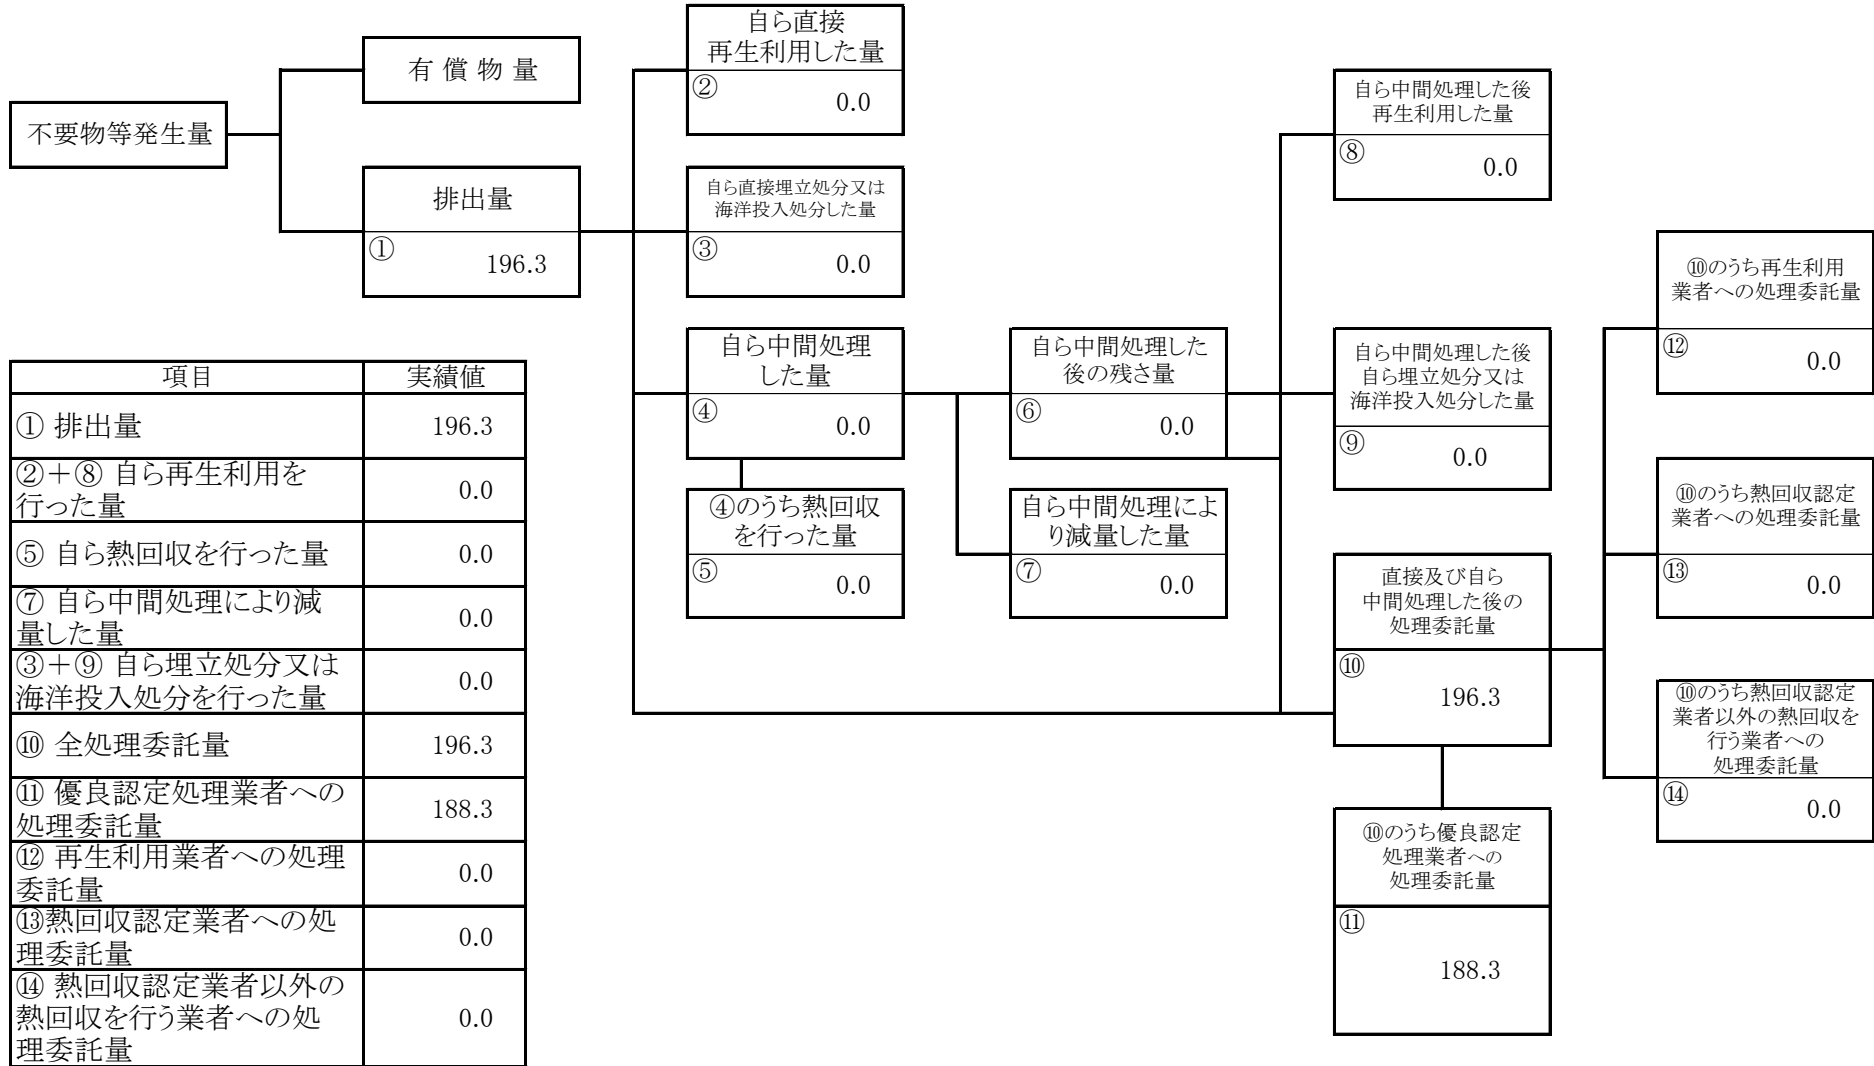 不要物等発生量
有 償 物 量
排出量
①
196.3
自ら直接
再生利用した量
②
0.0
自ら直接埋立処分又は
海洋投入処分した量
③
0.0
自ら中間処理
した量
④
0.0
④のうち熱回収
を行った量
⑤
0.0
自ら中間処理した
後の残さ量
⑥
0.0
自ら中間処理によ
り減量した量
⑦
0.0
自ら中間処理した後
再生利用した量
⑧
0.0
自ら中間処理した後
自ら埋立処分又は
海洋投入処分した量
⑨
0.0
直接及び自ら
中間処理した後の
処理委託量
⑩
196.3
⑩のうち優良認定
処理業者への
処理委託量
⑪
188.3
⑩のうち再生利用
業者への処理委託量
⑫
0.0
⑩のうち熱回収認定
業者への処理委託量
⑬
0.0
⑩のうち熱回収認定
業者以外の熱回収を
行う業者への
処理委託量
⑭
0.0
項目 実績値
① 排出量 196.3
②＋⑧ 自ら再生利用を
行った量 0.0
⑤ 自ら熱回収を行った量 0.0
⑦ 自ら中間処理により減
量した量 0.0
③＋⑨ 自ら埋立処分又は
海洋投入処分を行った量 0.0
⑩ 全処理委託量 196.3
⑪ 優良認定処理業者への
処理委託量 188.3
⑫ 再生利用業者への処理
委託量 0.0
⑬熱回収認定業者への処
理委託量 0.0
⑭ 熱回収認定業者以外の
熱回収を行う業者への処
理委託量 0.0